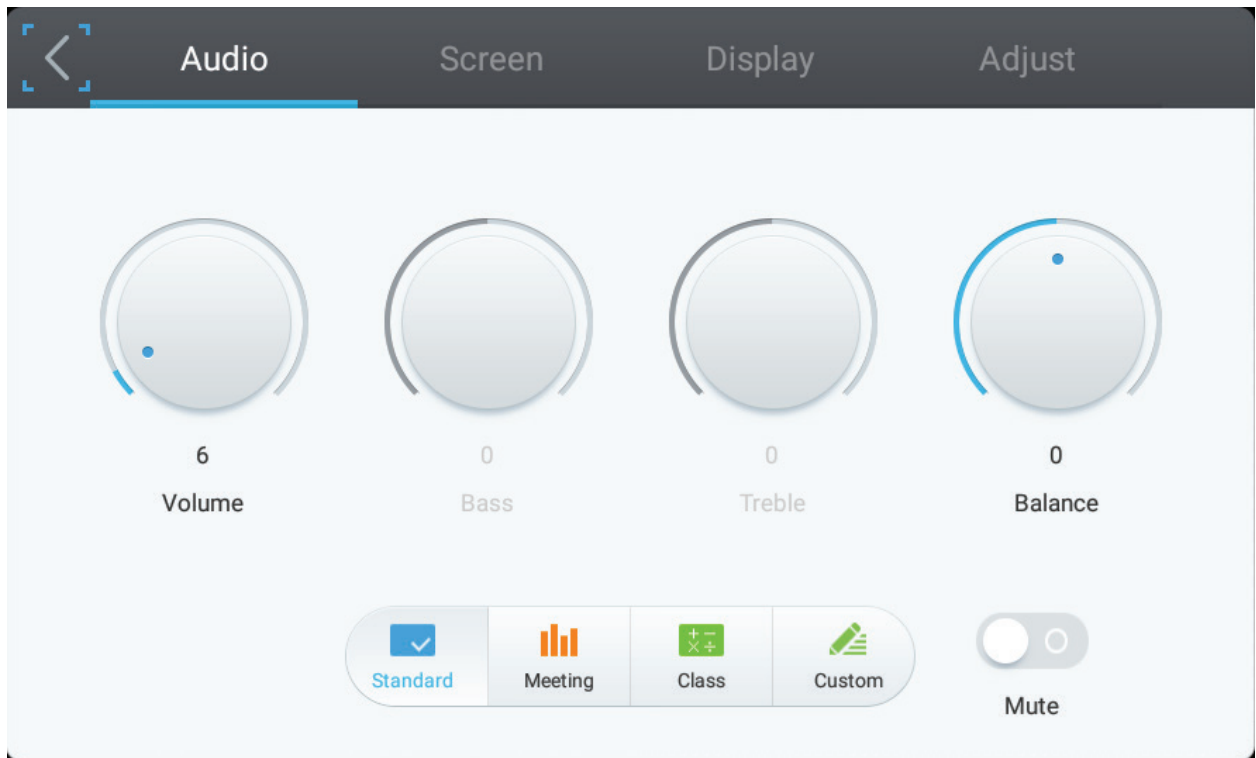 Audio Screen Display Adjust
6 0 0 0
Volume Bass Treble Balance
Standard Meeting Class Custom
Mute